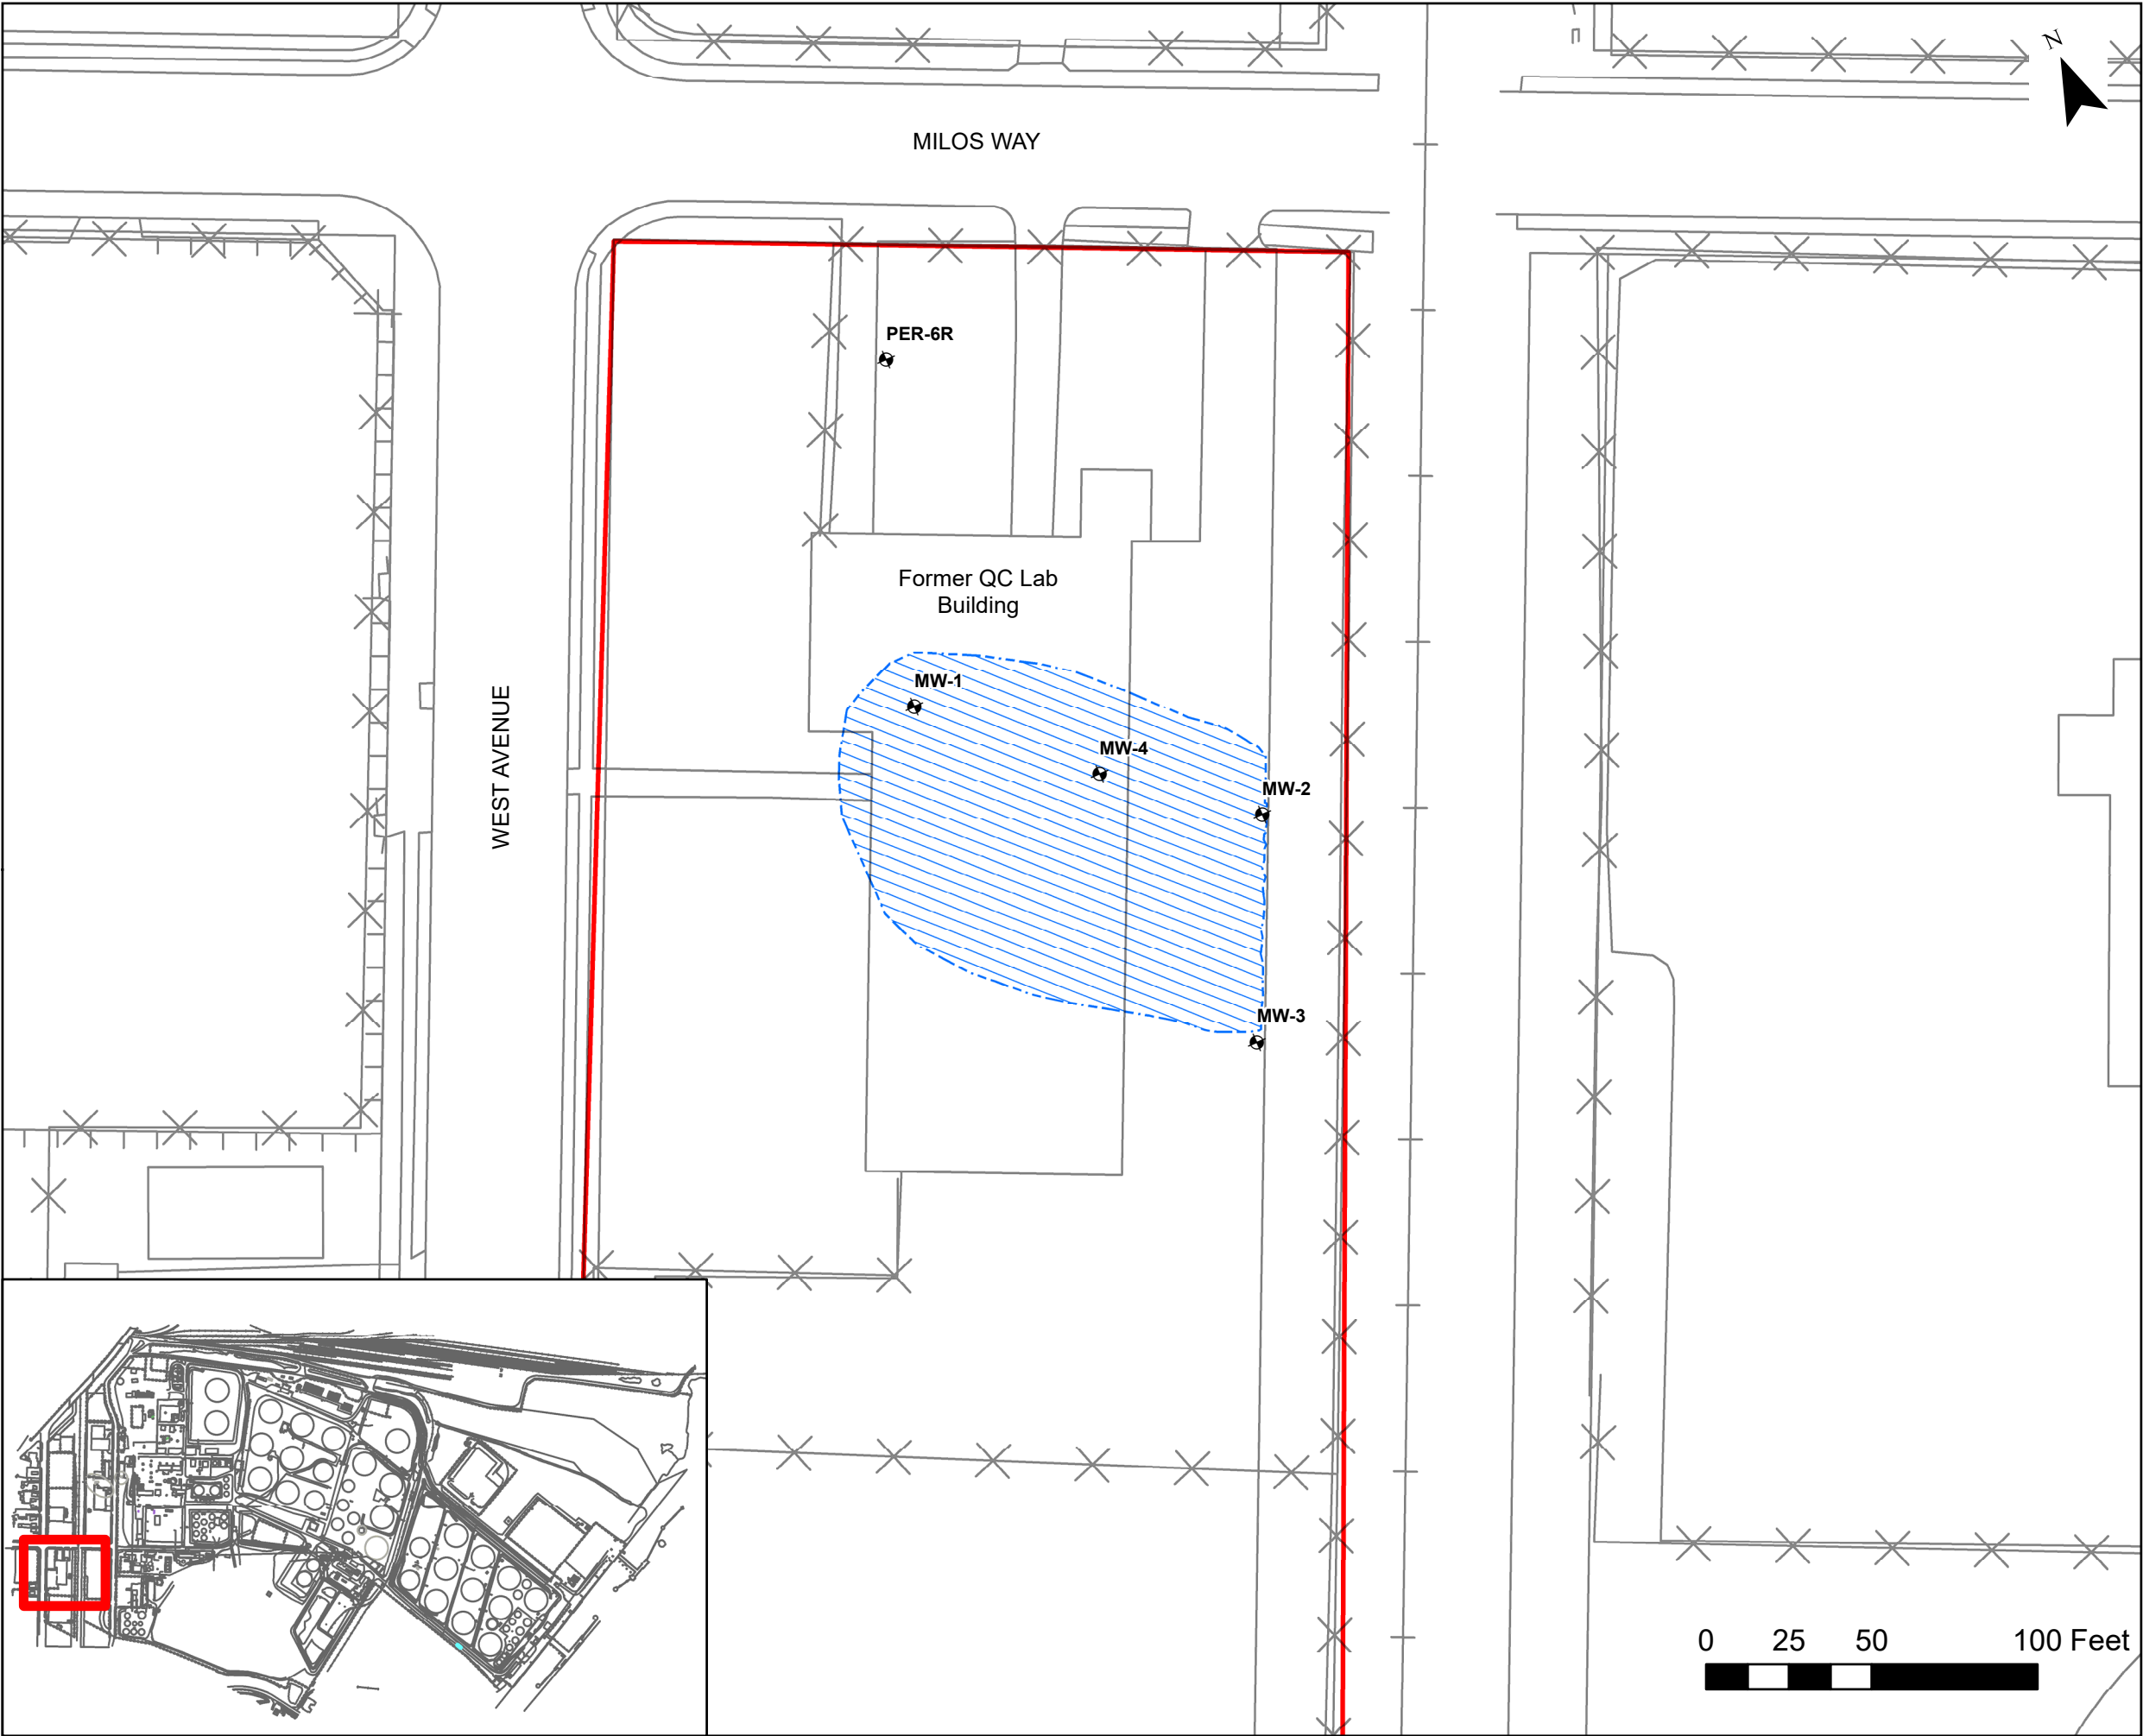 N
MILOS WAY
PER-6R
Former QC Lab
Building
MW-1
WEST AVENUE
MW-4
MW-2
MW-3
0 25 50 100 Feet